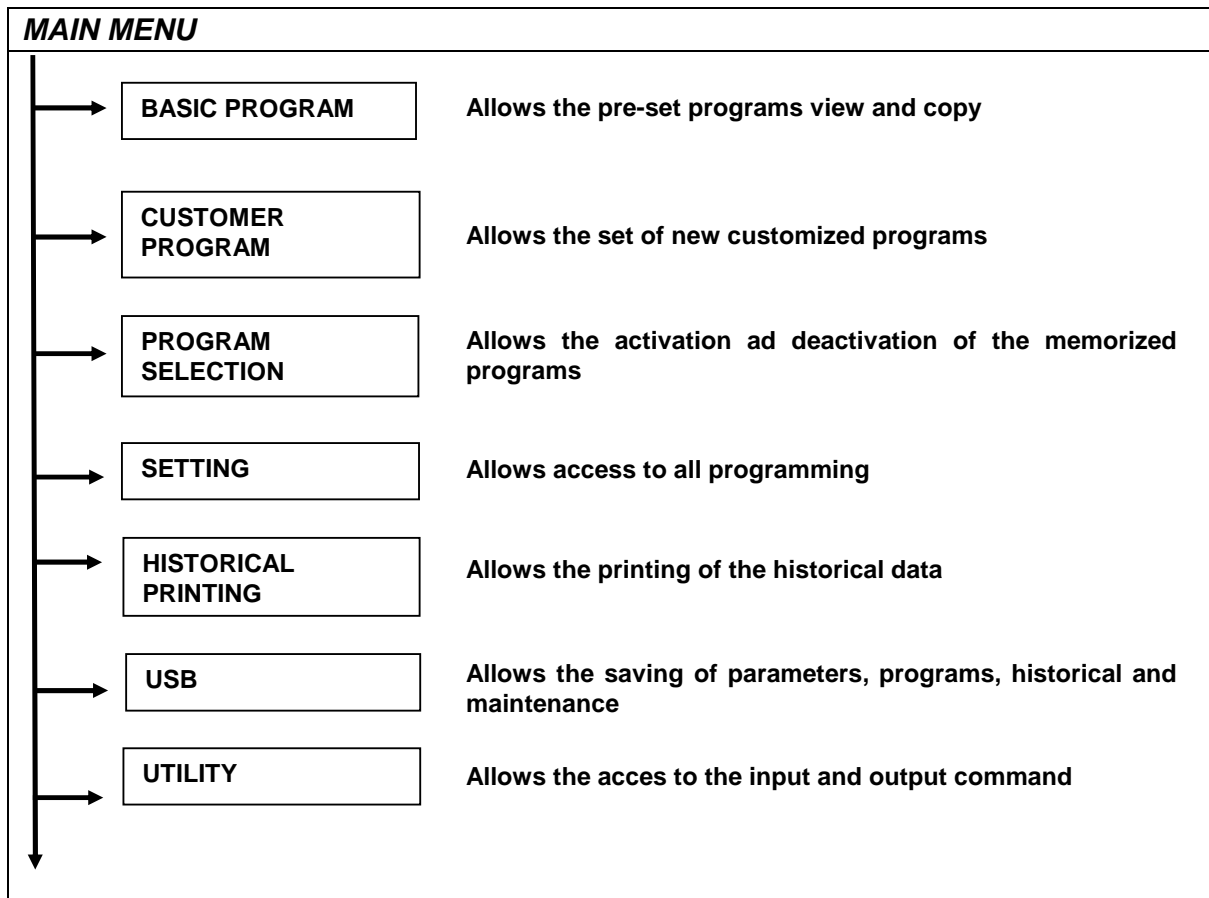 MAIN MENU
BASIC PROGRAM
Allows the pre-set programs view and copy
CUSTOMER
PROGRAM
Allows the set of new customized programs
PROGRAM
SELECTION
Allows the activation ad deactivation of the memorized
programs
SETTING
Allows access to all programming
HISTORICAL
PRINTING
Allows the printing of the historical data
USB
Allows the saving of parameters, programs, historical and
maintenance
UTILITY
Allows the acces to the input and output command